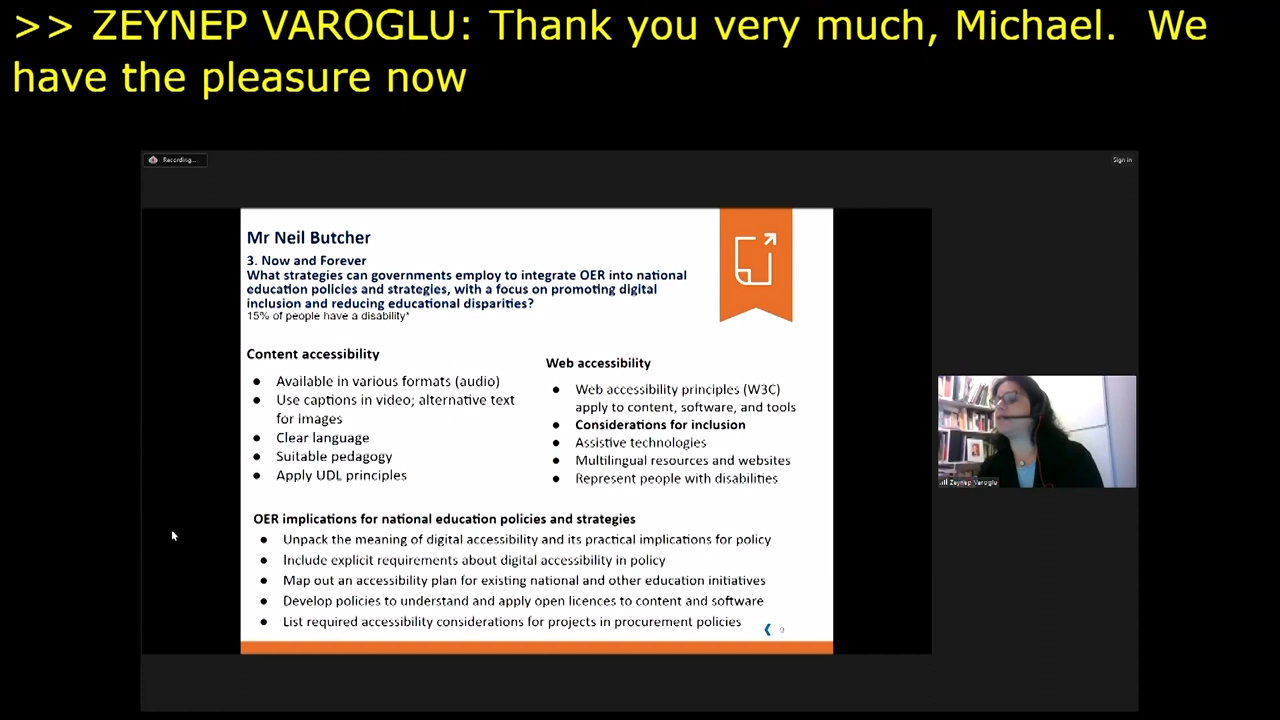 >> ZEYNEP VAROGLU: Thank you very much, Michael. We
have the pleasure now
Recording...
Sign in
Mr Neil Butcher
3. Now and Forever
What strategies can governments employ to integrate OER into national
education policies and strategies, with a focus on promoting digital
inclusion and reducing educational disparities?
15% of people have a disability*
Content accessibility
● Available in various formats (audio)
● Use captions in video; alternative text
for images
● Clear language
● Suitable pedagogy
● Apply UDL principles
Web accessibility
● Web accessibility principles (W3C)
apply to content, software, and tools
● Considerations for inclusion
● Assistive technologies
● Multilingual resources and websites
● Represent people with disabilities
OER implications for national education policies and strategies
● Unpack the meaning of digital accessibility and its practical implications for policy
● Include explicit requirements about digital accessibility in policy
● Map out an accessibility plan for existing national and other education initiatives
● Develop policies to understand and apply open licences to content and software
● List required accessibility considerations for projects in procurement policies
9
Zeynep Varoglu